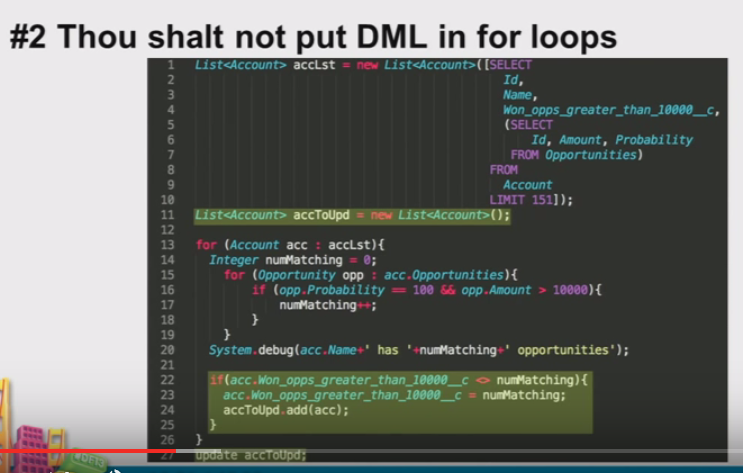 #2 Thou shalt not put DML in for loops
1 List<Account> accLst = new List<Account>([SELECT
2 Id,
3 Name,
4 Won_opps_greater_than_10000__c,
5 (SELECT
6 Id, Amount, Probability
7 FROM Opportunities)
8 FROM
9 Account
10 LIMIT 151]);
11 List<Account> accToUpd = new List<Account>();
12
13 for (Account acc : accLst){
14 Integer numMatching = 0;
15 for (Opportunity opp : acc.Opportunities){
16 if (opp.Probability == 100 && opp.Amount > 10000){
17 numMatching++;
18 }
19 }
20 System.debug(acc.Name+' has '+numMatching+' opportunities');
21
22 if(acc.Won_opps_greater_than_10000__c <> numMatching){
23 acc.Won_opps_greater_than_10000__c = numMatching;
24 accToUpd.add(acc);
25 }
26 }
27 update accToUpd;